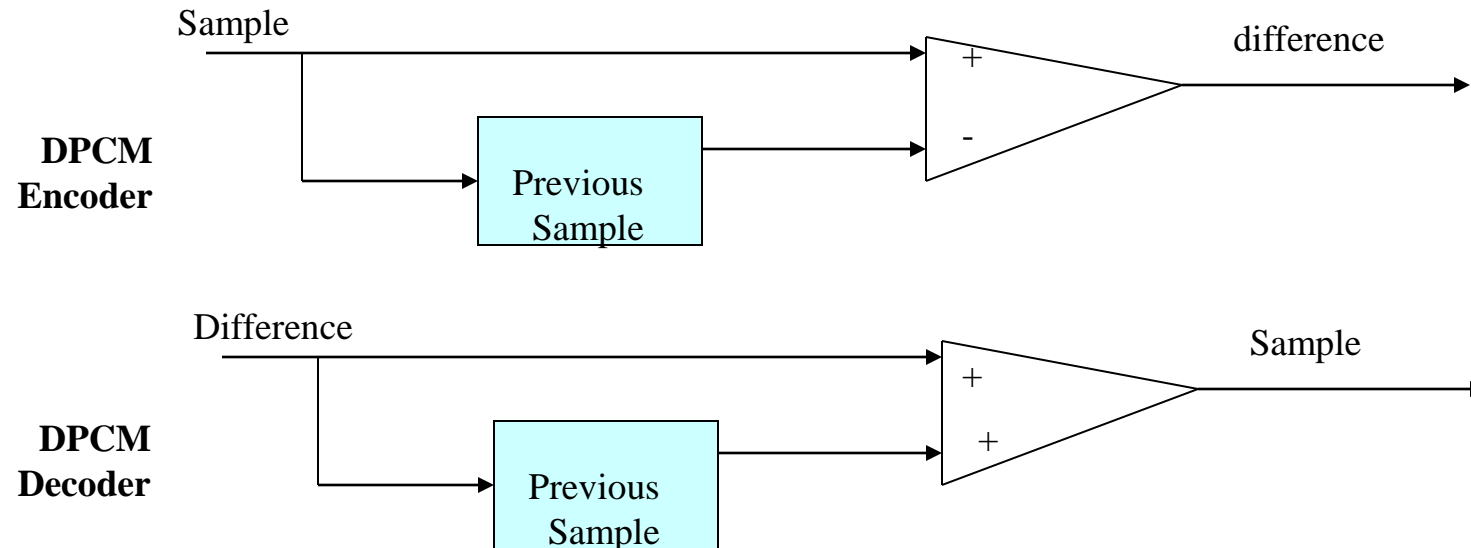 Sample
difference
+
-
DPCM
Encoder
Previous
Sample
Difference
Sample
+
+
DPCM
Decoder
Previous
Sample